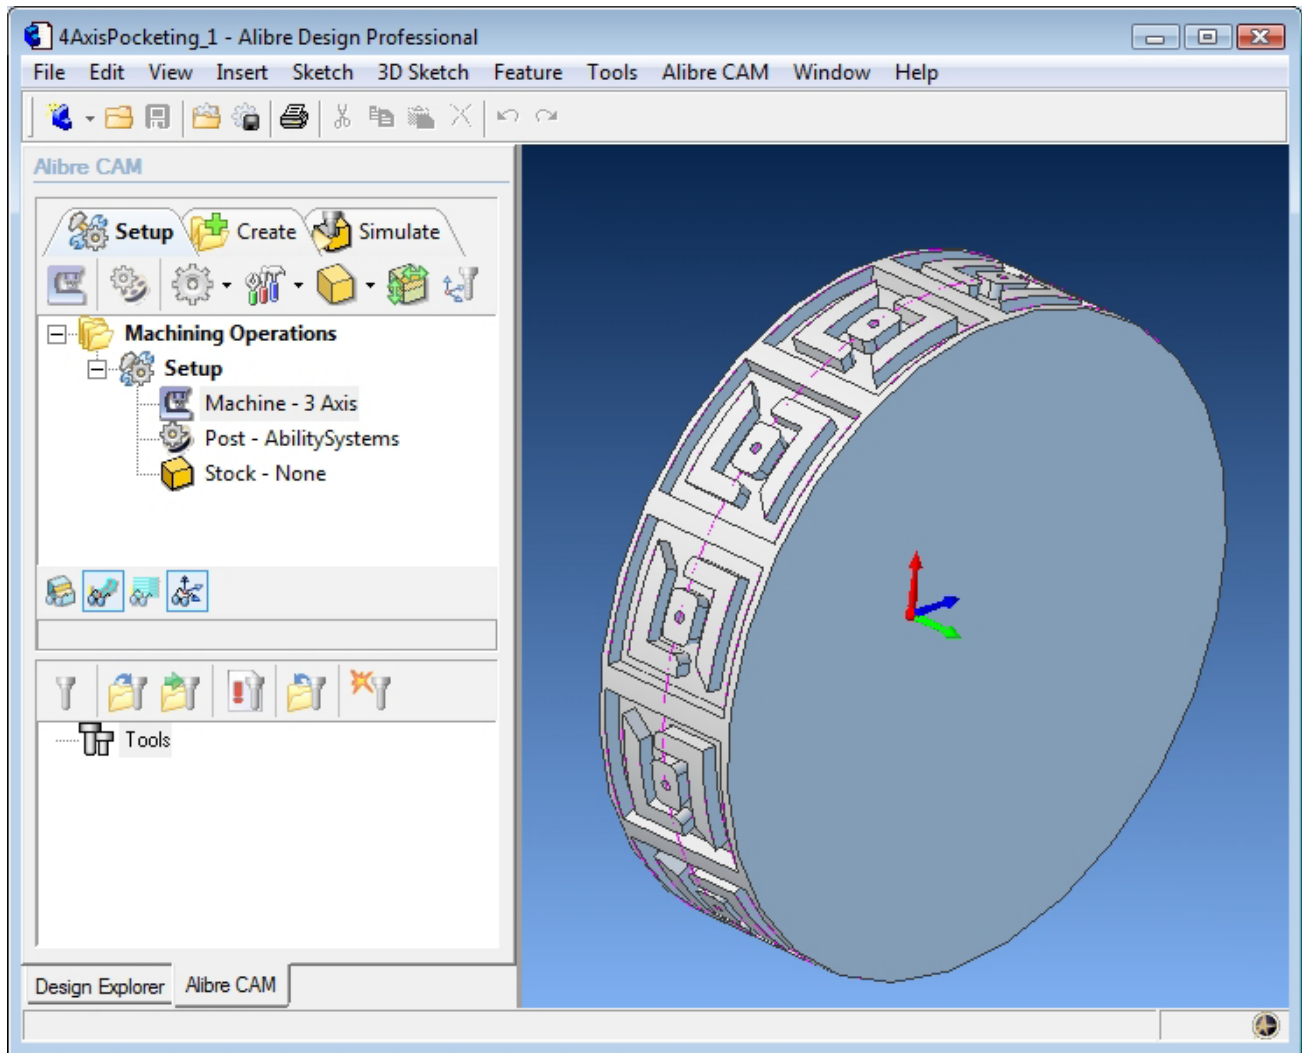 4AxisPocketing_1 - Alibre Design Professional
File Edit View Insert Sketch 3D Sketch Feature Tools Alibre CAM Window Help
Alibre CAM
Setup Create Simulate
Machining Operations
Setup
Machine - 3 Axis
Post - AbilitySystems
Stock - None
Tools
Design Explorer Alibre CAM